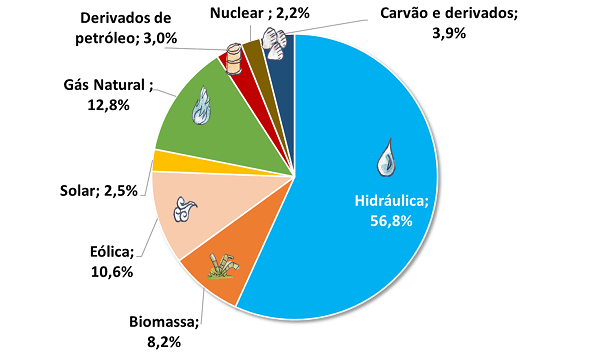 Derivados de
petróleo; 3,0%
Nuclear ; 2,2%
Carvão e derivados;
3,9%
Gás Natural ;
12,8%
Solar; 2,5%
Hidráulica;
56,8%
Eólica;
10,6%
Biomassa;
8,2%